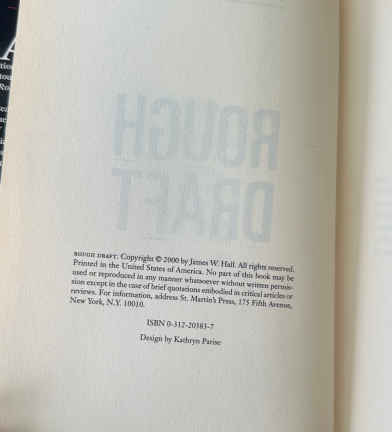 ROUGH
DRAFT
ROUGH DRAFT. Copyright © 2000 by James W. Hall. All rights reserved.
Printed in the United States of America. No part of this book may be
used or reproduced in any manner whatsoever without written permis-
sion except in the case of brief quotations embodied in critical articles or
reviews. For information, address St. Martin's Press, 175 Fifth Avenue,
New York, N.Y. 10010.
ISBN 0-312-20383-7
Design by Kathryn Parise